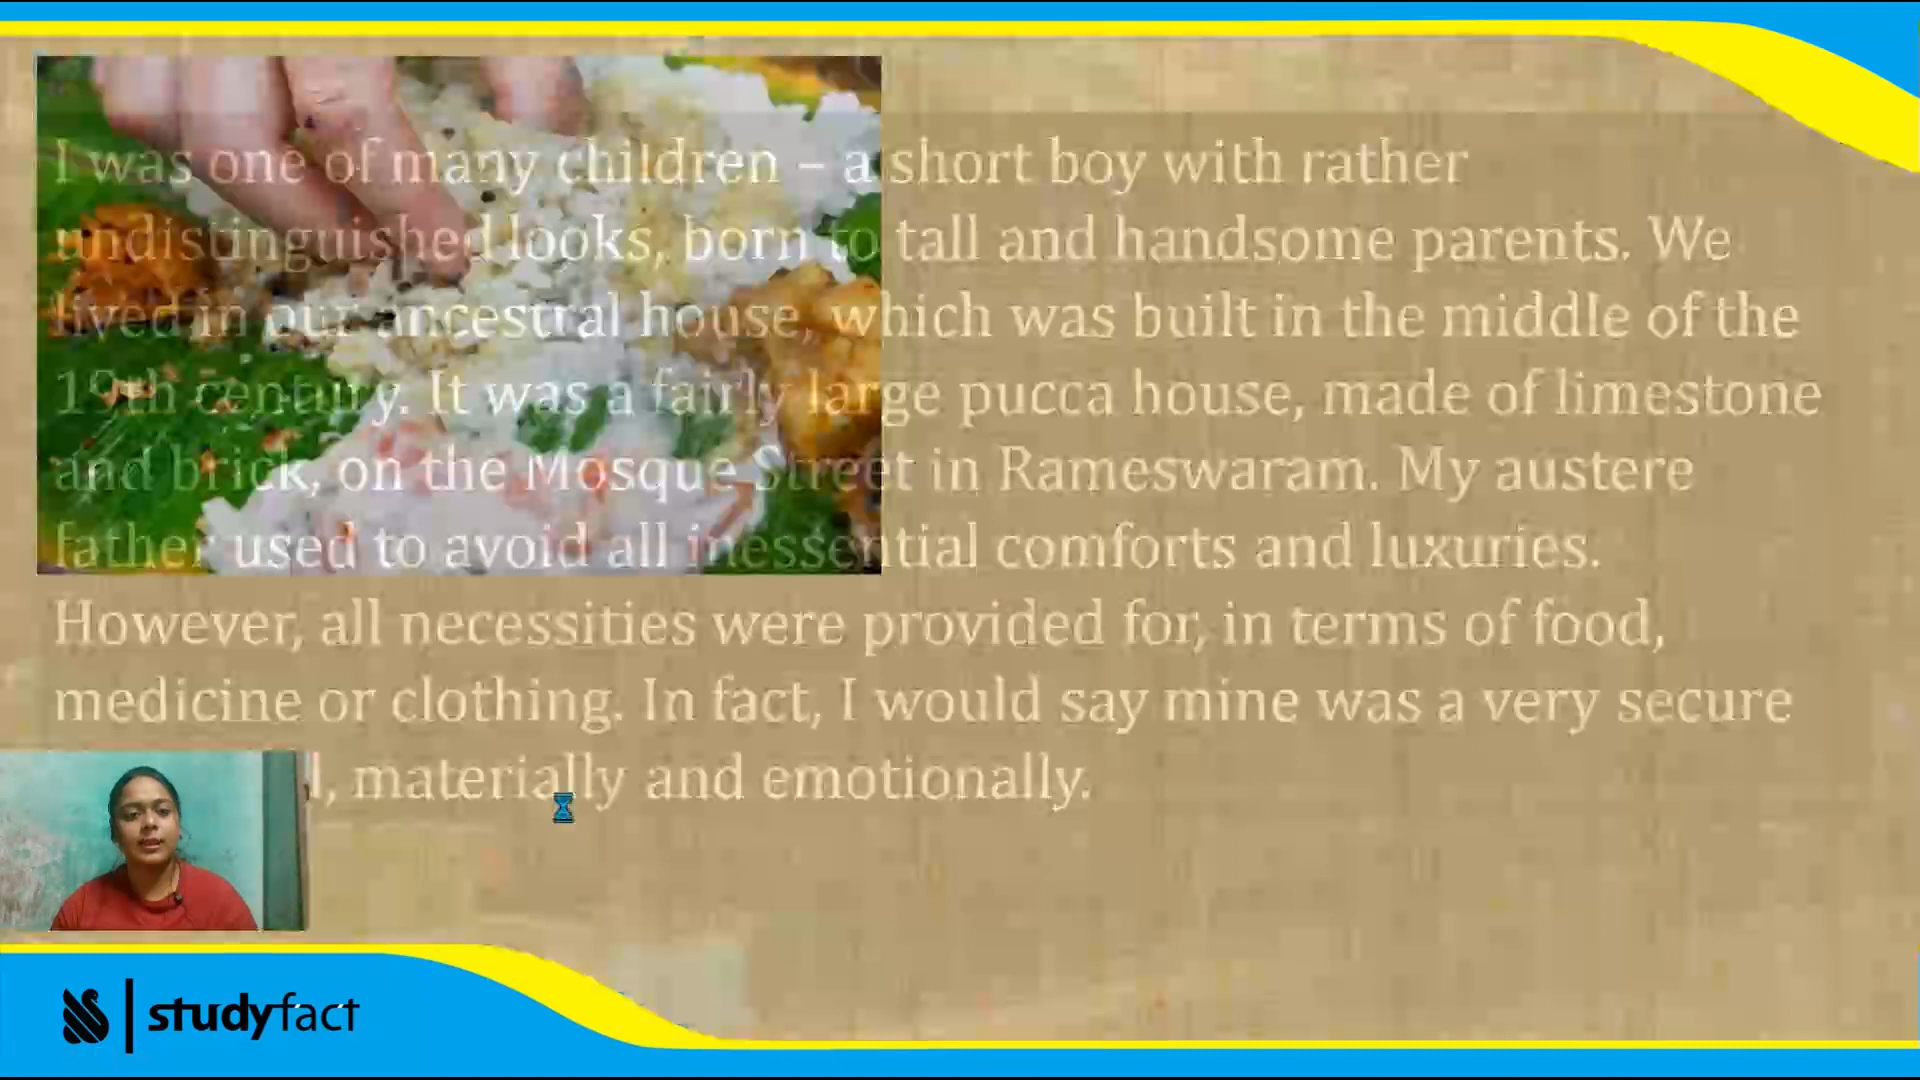 I was one of many children – a short boy with rather
undistinguished looks, born to tall and handsome parents. We
lived in our ancestral house, which was built in the middle of the
19th century. It was a fairly large pucca house, made of limestone
and brick, on the Mosque Street in Rameswaram. My austere
father used to avoid all inessential comforts and luxuries.
However, all necessities were provided for, in terms of food,
medicine or clothing. In fact, I would say mine was a very secure
materially and emotionally.
studyfact